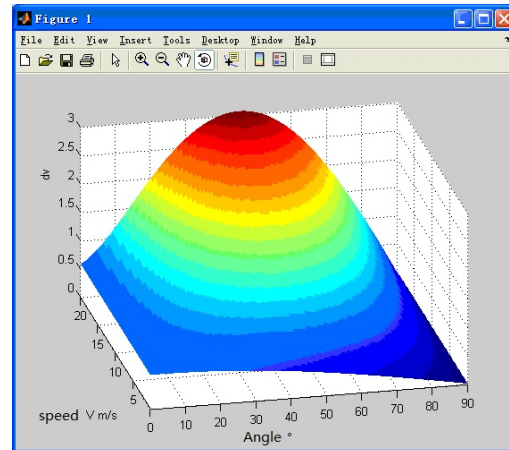 Figure 1
File Edit View Insert Tools Desktop Window Help
3
2.5
2
1.5
1
0.5
0
dv
20
15
10
5
speed V m/s
0 10 20 30 40 50 60 70 80 90
Angle °